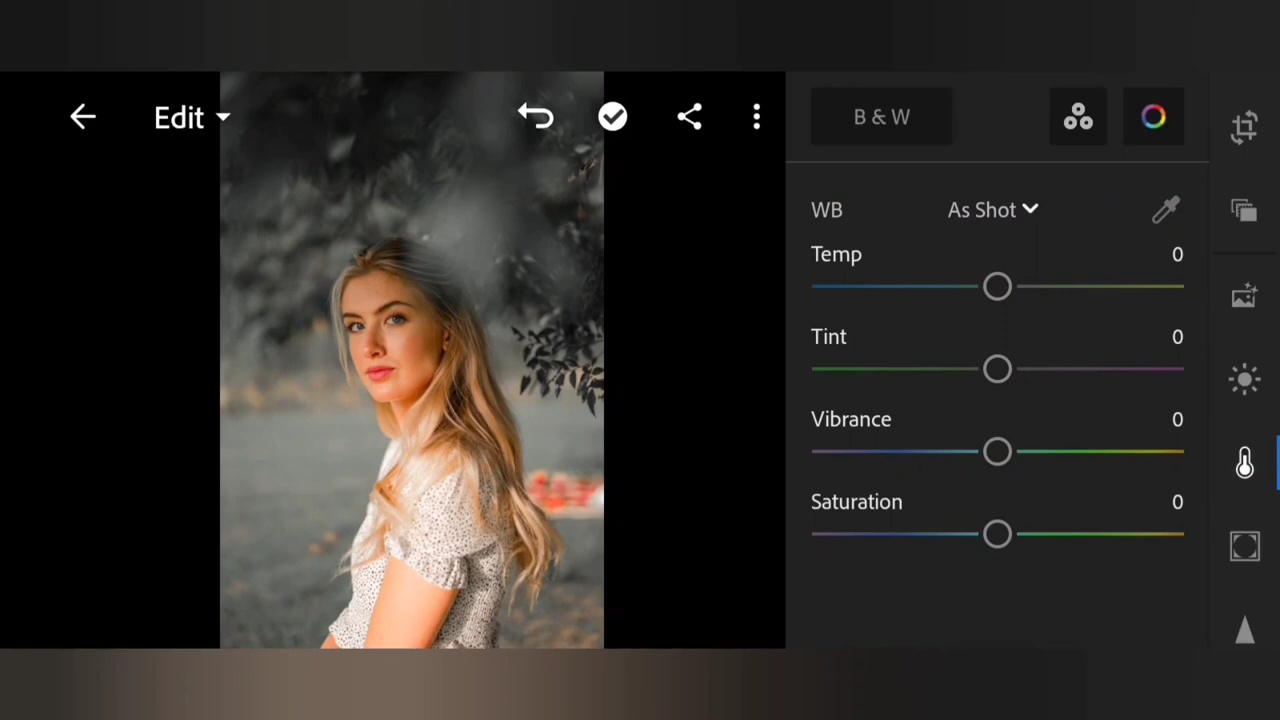 Edit
B & W
WB As Shot
Temp 0
Tint 0
Vibrance 0
Saturation 0